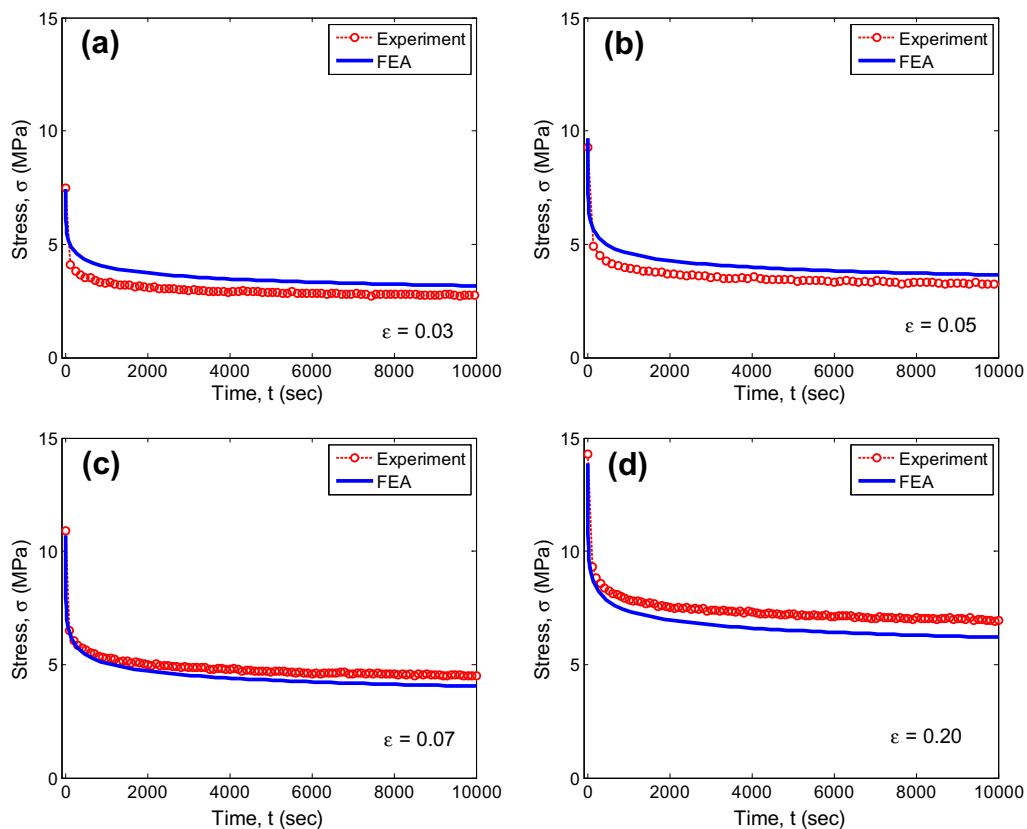 (a)
Experiment
FEA
15
10
5
0
Stress, σ (MPa)
ε = 0.03
0 2000 4000 6000 8000 10000
Time, t (sec)
(b)
Experiment
FEA
15
10
5
0
Stress, σ (MPa)
ε = 0.05
0 2000 4000 6000 8000 10000
Time, t (sec)
(c)
Experiment
FEA
15
10
5
0
Stress, σ (MPa)
ε = 0.07
0 2000 4000 6000 8000 10000
Time, t (sec)
(d)
Experiment
FEA
15
10
5
0
Stress, σ (MPa)
ε = 0.20
0 2000 4000 6000 8000 10000
Time, t (sec)